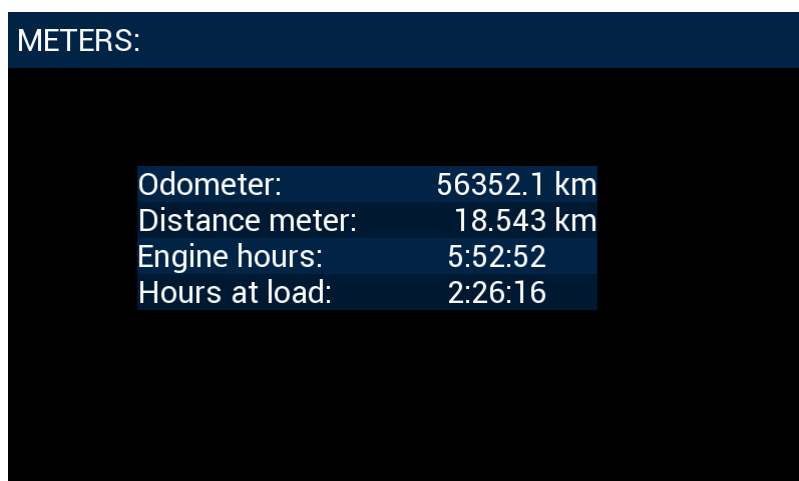 METERS:
Odometer: 56352.1 km
Distance meter: 18.543 km
Engine hours: 5:52:52
Hours at load: 2:26:16